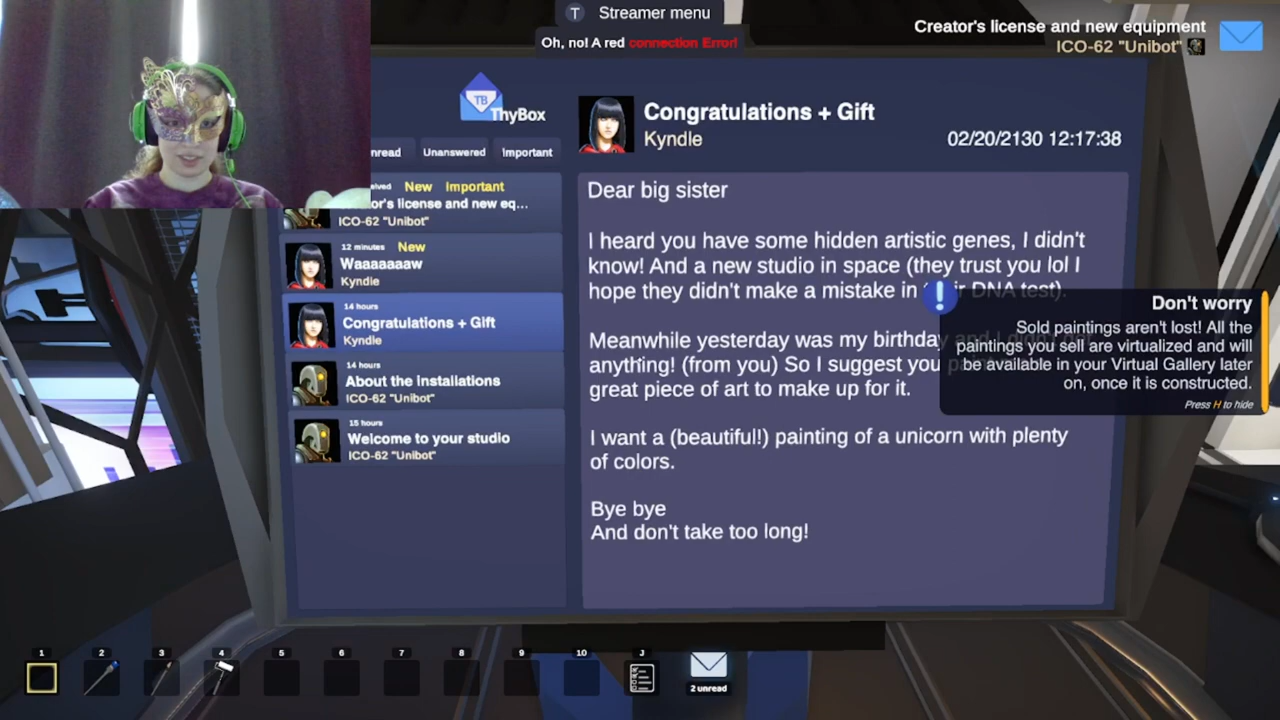 T Streamer menu
Oh, no! A red connection Error!
Creator's license and new equipment
ICO-62 "Unibot"
TB
ThyBox
Unanswered
Important
New Important
ICO-62 "Unibot"
12 minutes New
Waaaaaaaw
Kyndle
14 hours
Congratulations + Gift
Kyndle
14 hours
About the installations
ICO-62 "Unibot"
15 hours
Welcome to your studio
ICO-62 "Unibot"
Congratulations + Gift
Kyndle
02/20/2130 12:17:38
Dear big sister
I heard you have some hidden artistic genes, I didn't
know! And a new studio in space (they trust you lol I
hope they didn't make a mistake in DNA test).
Meanwhile yesterday was my birthday
anything! (from you) So I suggest you
great piece of art to make up for it.
I want a (beautiful!) painting of a unicorn with plenty
of colors.
Bye bye
And don't take too long!
!
Don't worry
Sold paintings aren't lost! All the
paintings you sell are virtualized and will
be available in your Virtual Gallery later
on, once it is constructed.
Press H to hide
1 2 3 4 5 6 7 8 9 10 J
2 unread